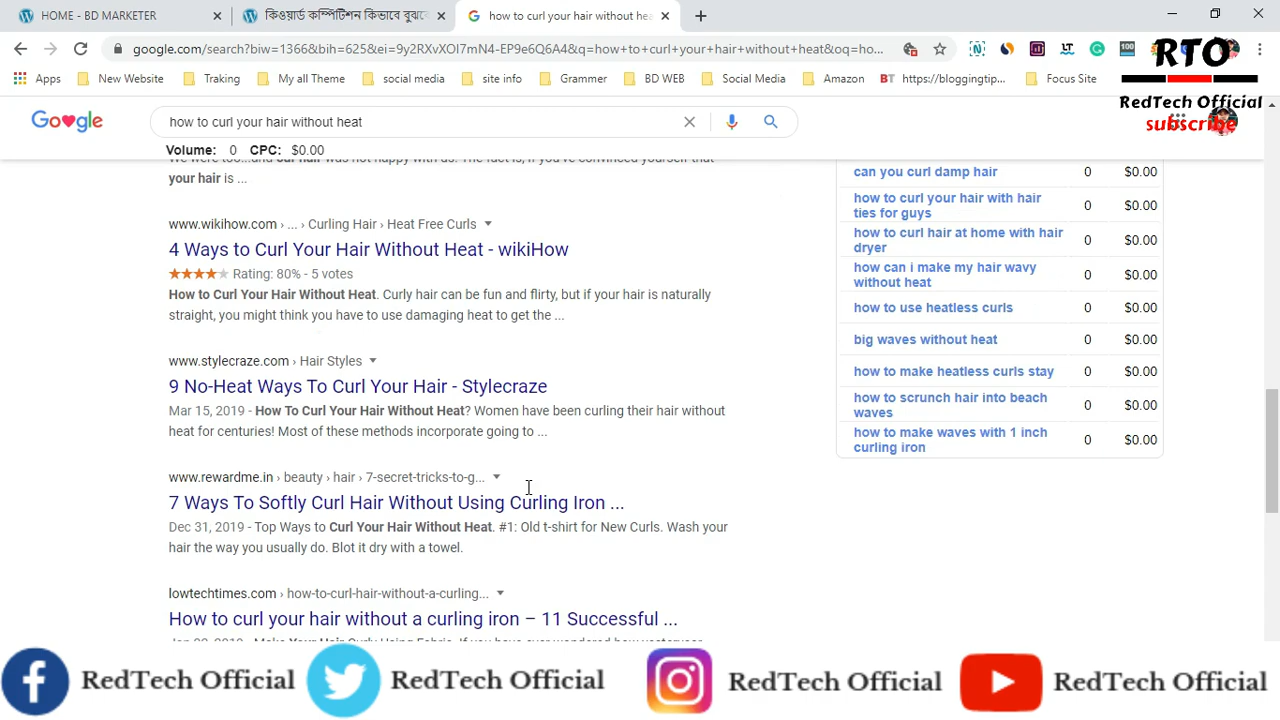 HOME - BD MARKETER
কিওয়ার্ড কম্পিটিশন কিভাবে বুঝবে
how to curl your hair without hea
google.com/search?biw=1366&bih=625&ei=9y2RXvXOI7mN4-EP9e6Q6A4&q=how+to+curl+your+hair+without+heat&oq=ho...
Apps New Website Traking My all Theme social media site info Grammer BD WEB Social Media Amazon https://bloggingtip... Focus Site
RTO
RedTech Official
subscribe
Google
how to curl your hair without heat
Volume: 0 CPC: $0.00
your hair is ...
www.wikihow.com › ... › Curling Hair › Heat Free Curls
4 Ways to Curl Your Hair Without Heat - wikiHow
Rating: 80% - 5 votes
How to Curl Your Hair Without Heat. Curly hair can be fun and flirty, but if your hair is naturally
straight, you might think you have to use damaging heat to get the ...
www.stylecraze.com › Hair Styles
9 No-Heat Ways To Curl Your Hair - Stylecraze
Mar 15, 2019 - How To Curl Your Hair Without Heat? Women have been curling their hair without
heat for centuries! Most of these methods incorporate going to ...
www.rewardme.in › beauty › hair › 7-secret-tricks-to-g...
7 Ways To Softly Curl Hair Without Using Curling Iron ...
Dec 31, 2019 - Top Ways to Curl Your Hair Without Heat. #1: Old t-shirt for New Curls. Wash your
hair the way you usually do. Blot it dry with a towel.
lowtechtimes.com › how-to-curl-hair-without-a-curling...
How to curl your hair without a curling iron – 11 Successful ...
can you curl damp hair 0 $0.00
how to curl your hair with hair
ties for guys 0 $0.00
how to curl hair at home with hair
dryer 0 $0.00
how can i make my hair wavy
without heat 0 $0.00
how to use heatless curls 0 $0.00
big waves without heat 0 $0.00
how to make heatless curls stay 0 $0.00
how to scrunch hair into beach
waves 0 $0.00
how to make waves with 1 inch
curling iron 0 $0.00
RedTech Official RedTech Official RedTech Official RedTech Official